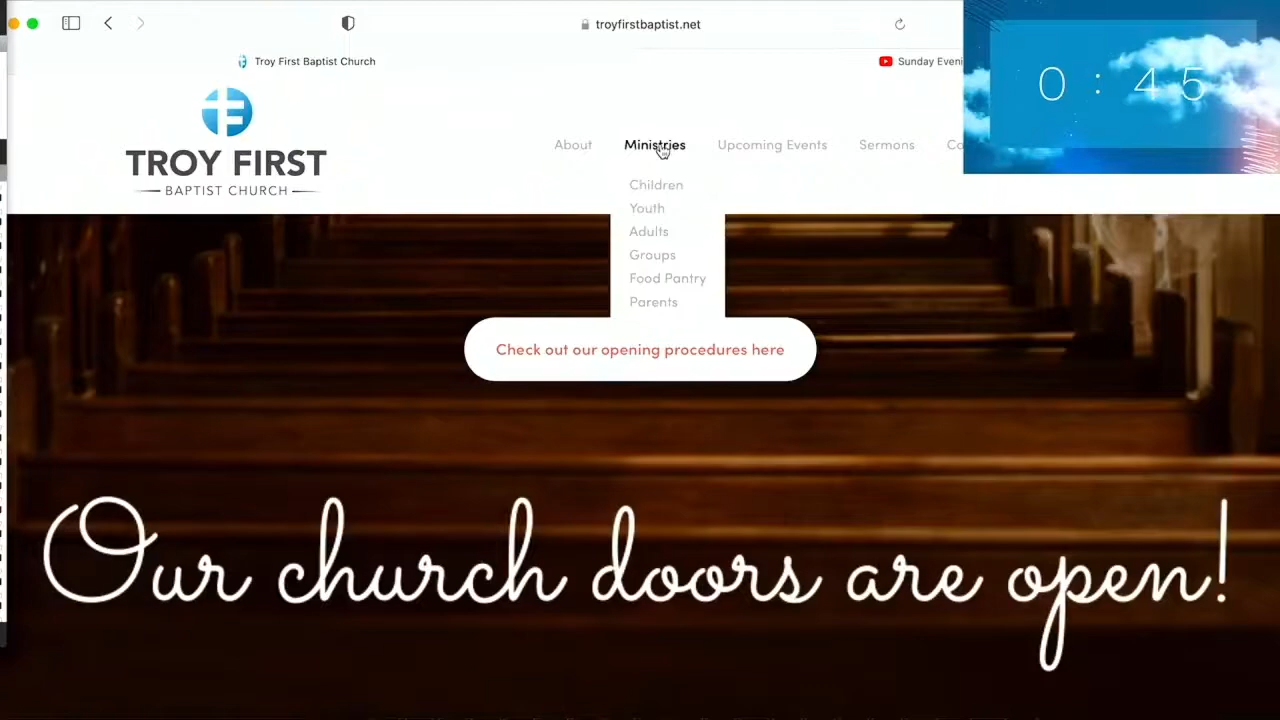 troyfirstbaptist.net
Troy First Baptist Church
Sunday Eveni
0 : 45
TROY FIRST
BAPTIST CHURCH
About
Ministries
Upcoming Events
Sermons
Co
Children
Youth
Adults
Groups
Food Pantry
Parents
Check out our opening procedures here
Our church doors are open!